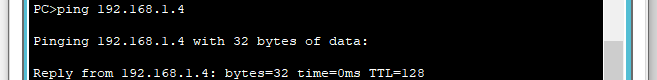 PC>ping 192.168.1.4
Pinging 192.168.1.4 with 32 bytes of data:
Reply from 192.168.1.4: bytes=32 time=0ms TTL=128